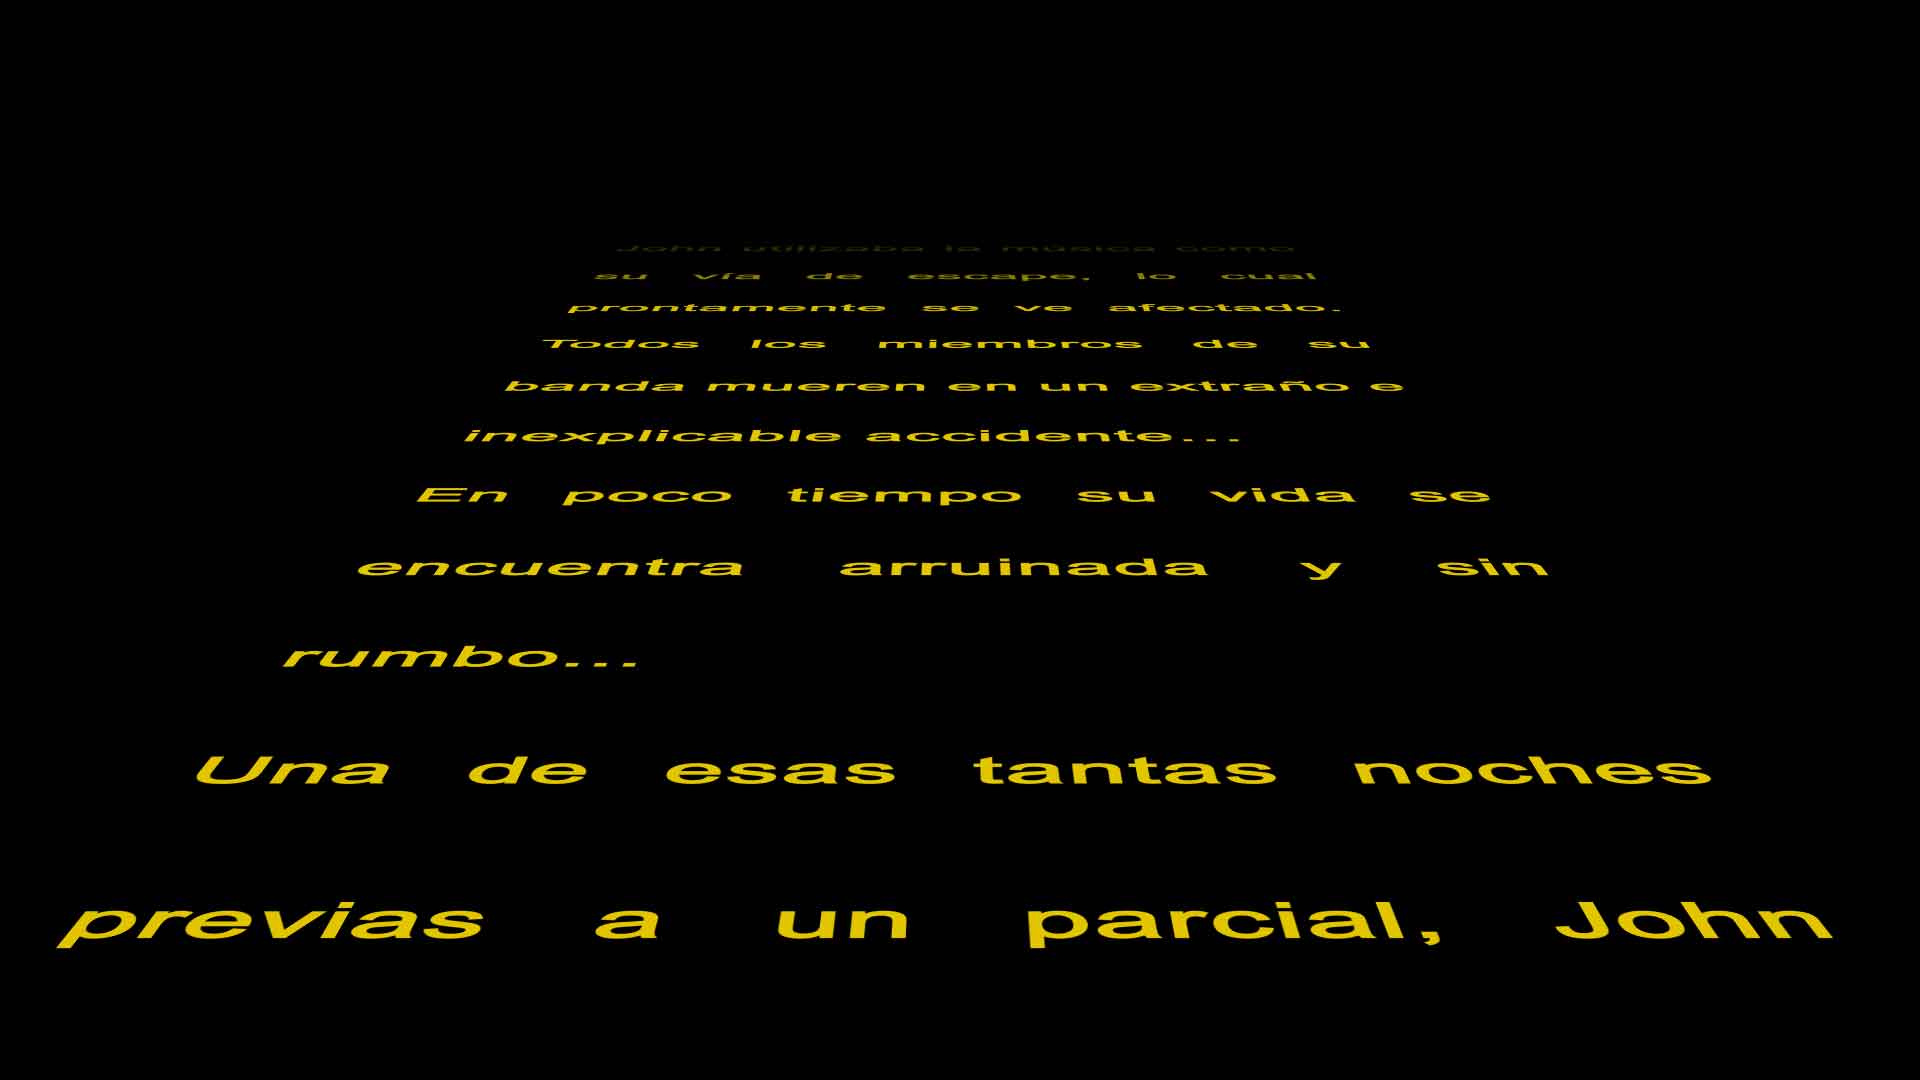 John utilizaba la música como
su vía de escape, lo cual
prontamente se ve afectado.
Todos los miembros de su
banda mueren en un extraño e
inexplicable accidente...
En poco tiempo su vida se
encuentra arruinada y sin
rumbo...
Una de esas tantas noches
previas a un parcial, John